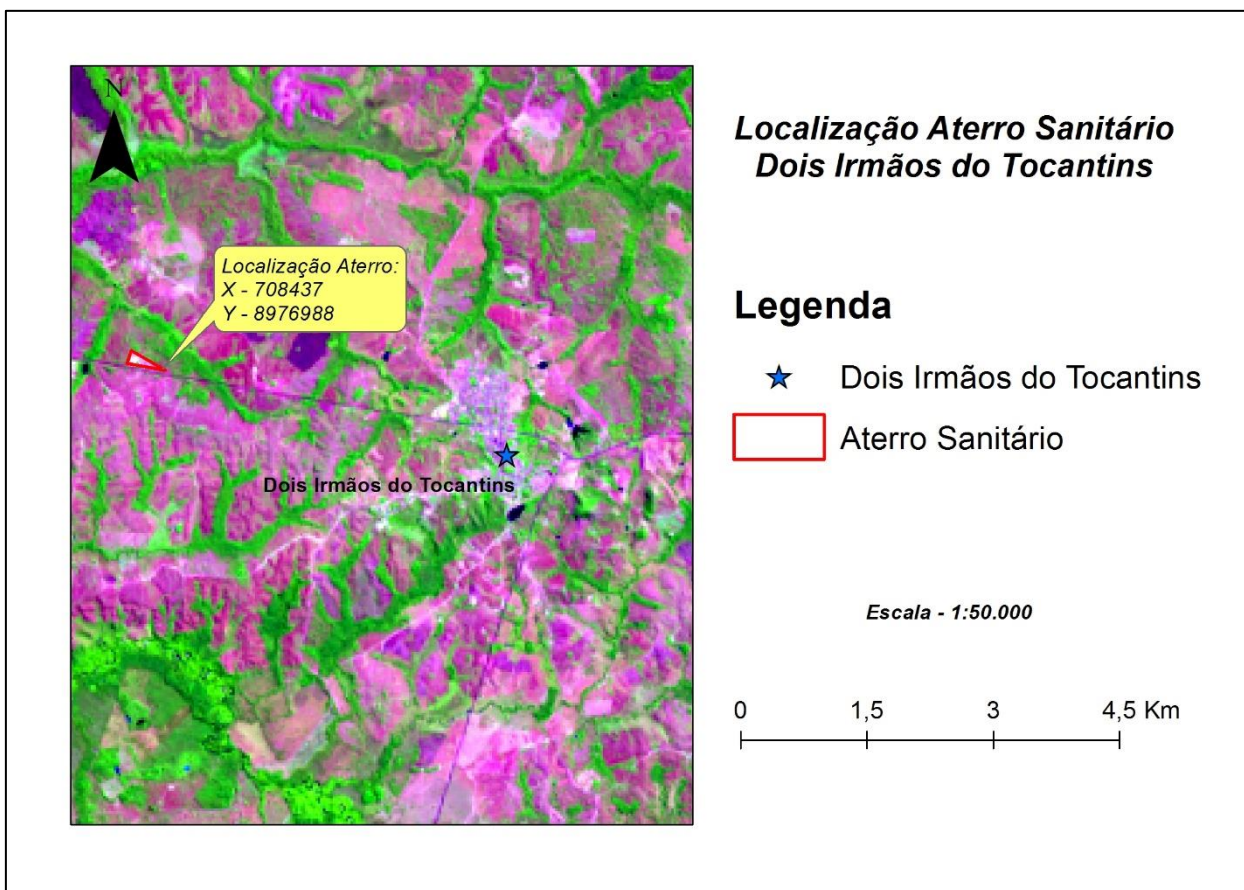 N
Localização Aterro Sanitário
Dois Irmãos do Tocantins
Localização Aterro:
X - 708437
Y - 8976988
Dois Irmãos do Tocantins
Legenda
Dois Irmãos do Tocantins
Aterro Sanitário
Escala - 1:50.000
0 1,5 3 4,5 Km